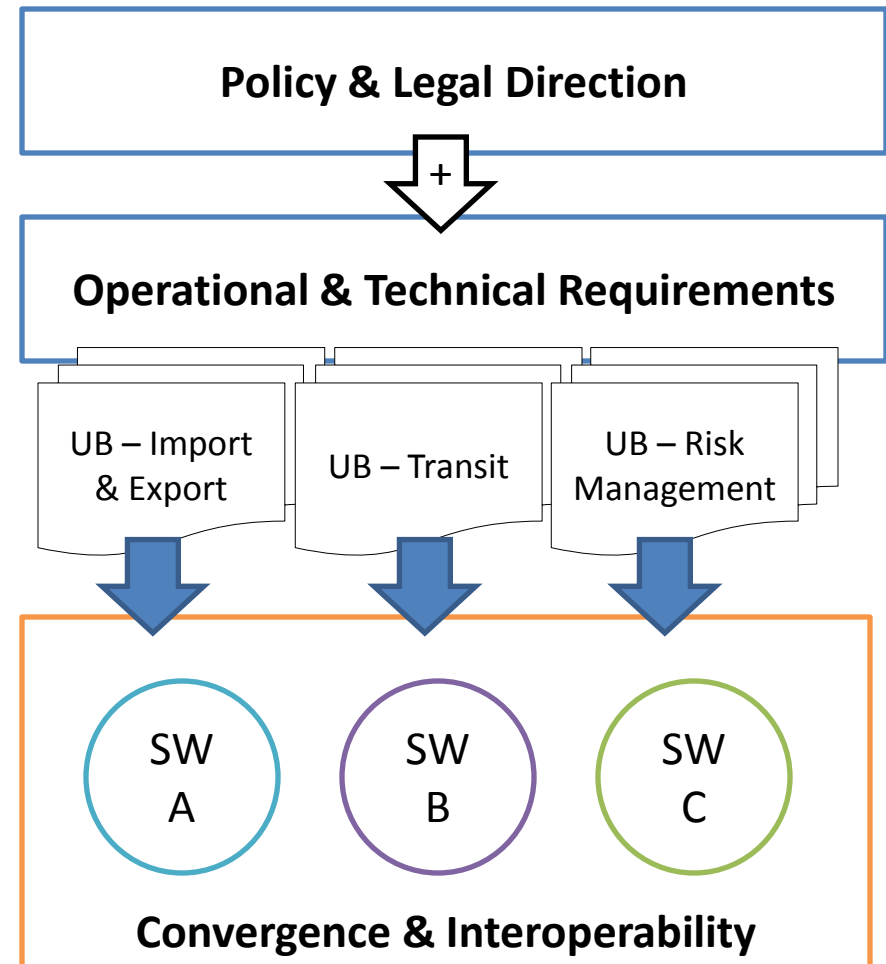 Policy & Legal Direction
+
Operational & Technical Requirements
UB – Import
& Export
UB – Transit
UB – Risk
Management
SW
A
SW
B
SW
C
Convergence & Interoperability